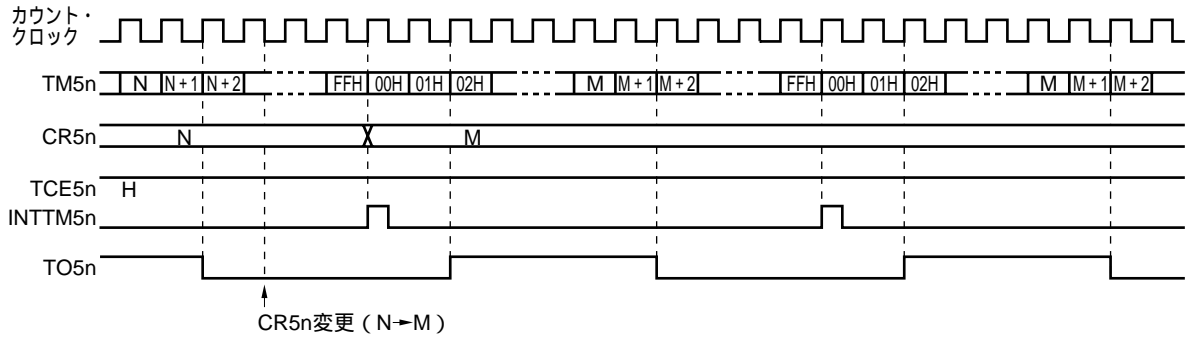 カウント・
クロック
TM5n N N+1 N+2 FFH 00H 01H 02H M M+1 M+2 FFH 00H 01H 02H M M+1 M+2
CR5n N M
TCE5n H
INTTM5n
TO5n
CR5n変更（N→M）